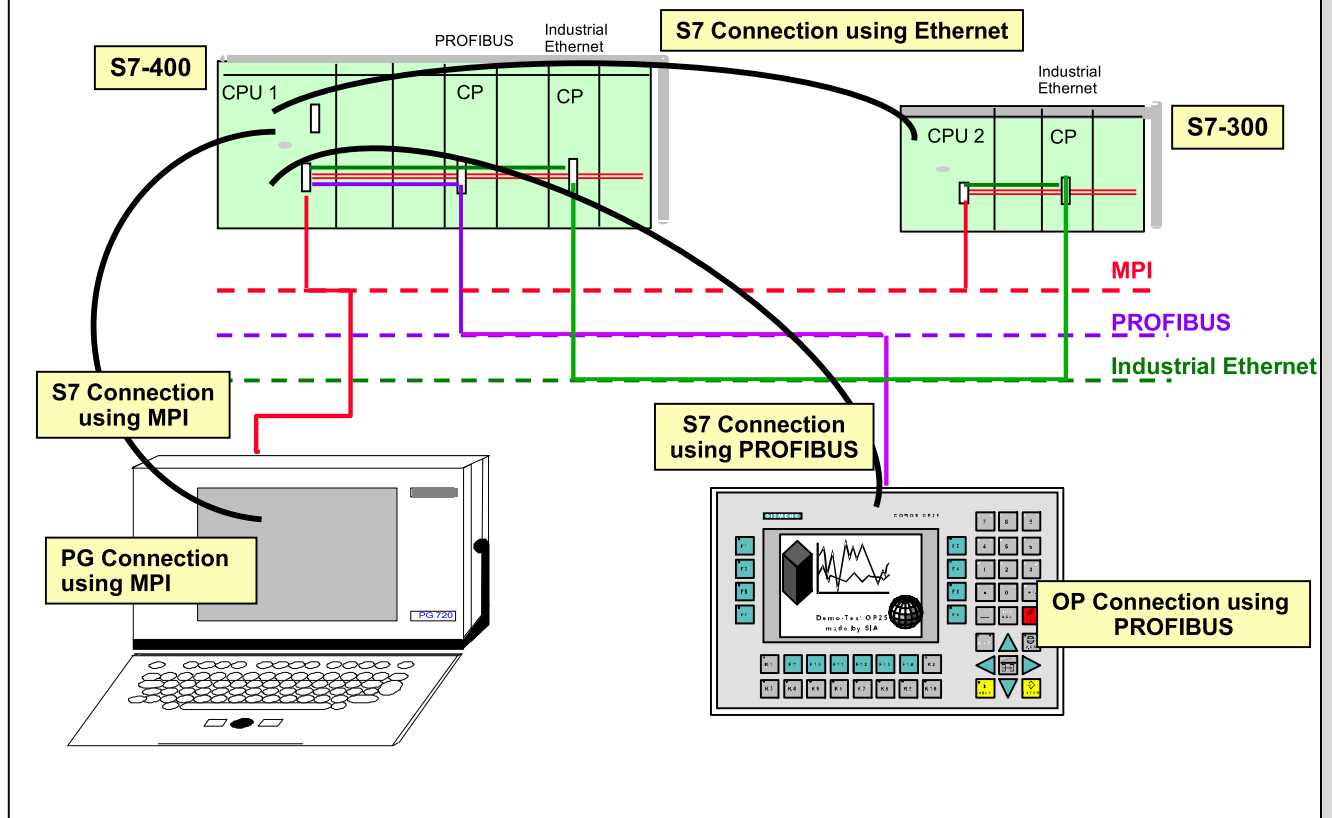 S7 Connection using Ethernet
PROFIBUS
Industrial
Ethernet
S7-400
CPU 1
CP
CP
Industrial
Ethernet
S7-300
CPU 2
CP
MPI
PROFIBUS
Industrial Ethernet
S7 Connection
using MPI
S7 Connection
using PROFIBUS
PG Connection
using MPI
PG 720
SIEMENS
Demo-Text OP25
made by SIA
OP Connection using
PROFIBUS